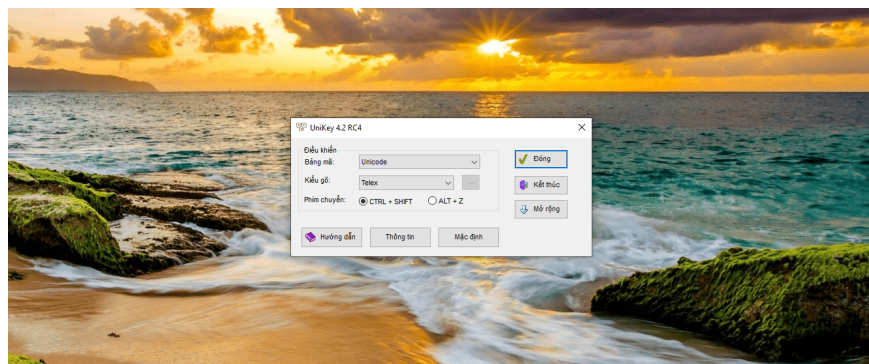 UniKey 4.2 RC4
Điều khiển
Bảng mã: Unicode
Đóng
Kiểu gõ: Telex ...
Kết thúc
Phím chuyển: CTRL + SHIFT ALT + Z
Mở rộng
Hướng dẫn Thông tin Mặc định